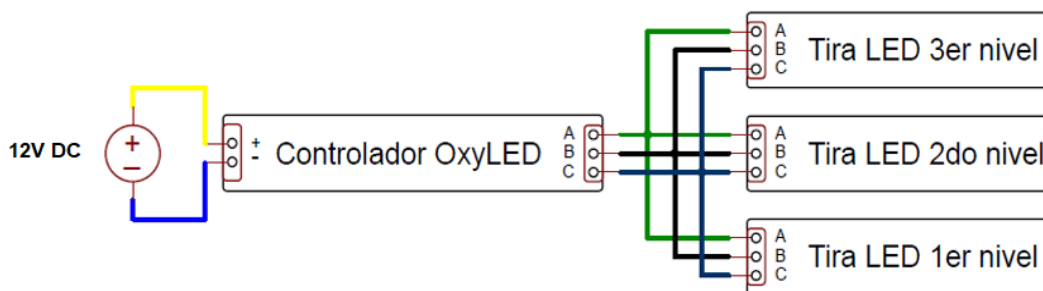 A
B
C
Tira LED 3er nivel
12V DC
+
−
+
-
Controlador OxyLED
A
B
C
A
B
C
Tira LED 2do nivel
A
B
C
Tira LED 1er nivel